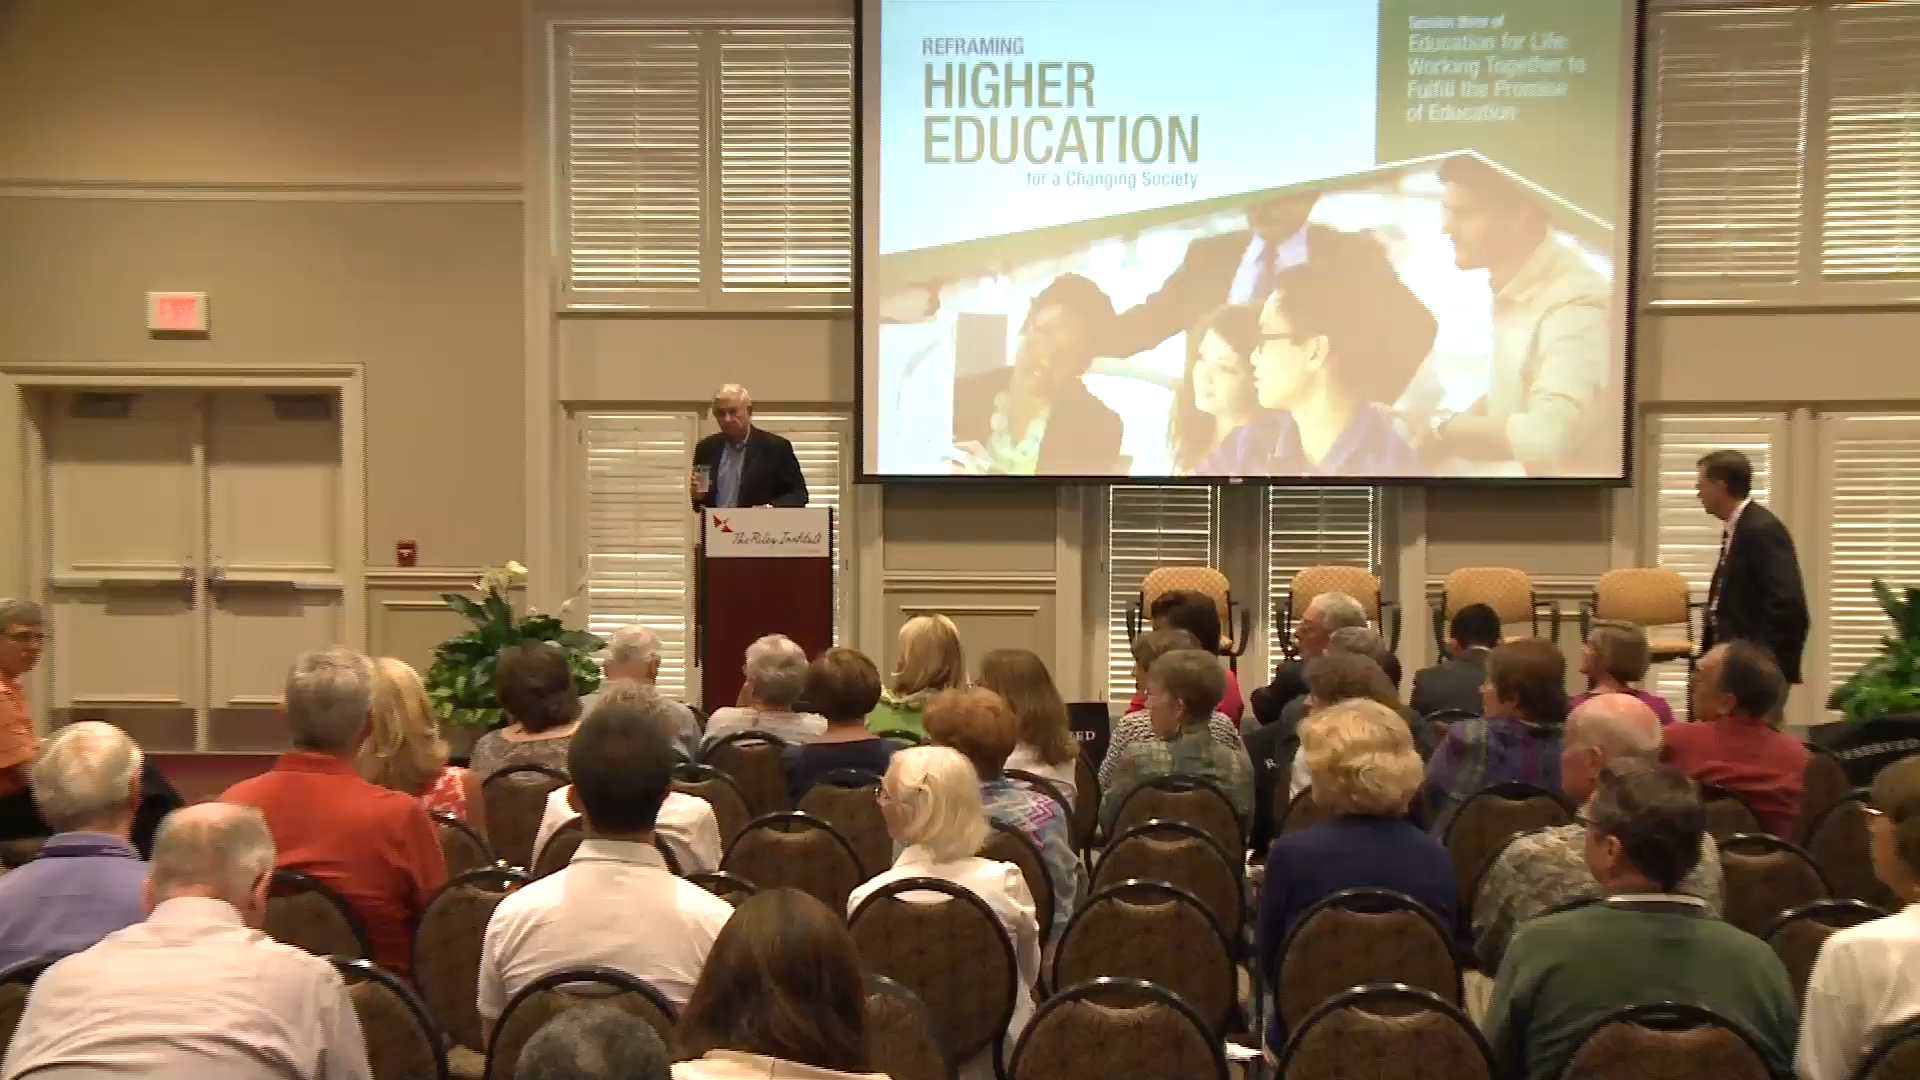 REFRAMING
HIGHER
EDUCATION
for a Changing Society
Session three of
Education for Life:
Working Together to
Fulfill the Promise
of Education
The Riley Institute
RESERVED